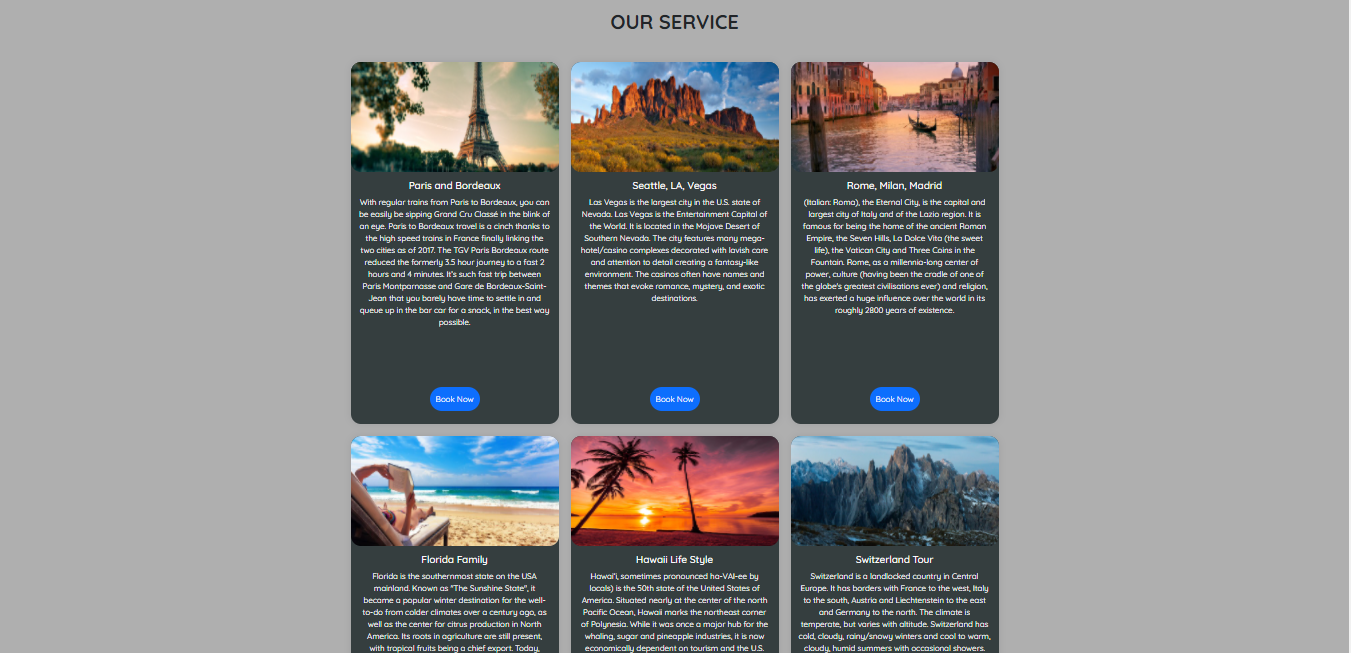 OUR SERVICE
Paris and Bordeaux
With regular trains from Paris to Bordeaux, you can
be easily be sipping Grand Cru Classé in the blink of
an eye. Paris to Bordeaux travel is a cinch thanks to
the high speed trains in France finally linking the
two cities as of 2017. The TGV Paris Bordeaux route
reduced the formerly 3.5 hour journey to a fast 2
hours and 4 minutes. It's such fast trip between
Paris Montparnasse and Gare de Bordeaux-Saint-
Jean that you barely have time to settle in and
queue up in the bar car for a snack, in the best way
possible.
Book Now
Seattle, LA, Vegas
Las Vegas is the largest city in the U.S. state of
Nevada. Las Vegas is the Entertainment Capital of
the World. It is located in the Mojave Desert of
Southern Nevada. The city features many mega-
hotel/casino complexes decorated with lavish care
and attention to detail creating a fantasy-like
environment. The casinos often have names and
themes that evoke romance, mystery, and exotic
destinations.
Book Now
Rome, Milan, Madrid
(Italian: Roma), the Eternal City, is the capital and
largest city of Italy and of the Lazio region. It is
famous for being the home of the ancient Roman
Empire, the Seven Hills, La Dolce Vita (the sweet
life), the Vatican City and Three Coins in the
Fountain. Rome, as a millennia-long center of
power, culture (having been the cradle of one of
the globe's greatest civilisations ever) and religion,
has exerted a huge influence over the world in its
roughly 2800 years of existence.
Book Now
Florida Family
Florida is the southernmost state on the USA
mainland. Known as "The Sunshine State", it
became a popular winter destination for the well-
to-do from colder climates over a century ago, as
well as the center for citrus production in North
America. Its roots in agriculture are still present,
with tropical fruits being a chief export. Today,
Hawaii Life Style
Hawai'i, sometimes pronounced ha-VAI-ee by
locals) is the 50th state of the United States of
America. Situated nearly at the center of the north
Pacific Ocean, Hawaii marks the northeast corner
of Polynesia. While it was once a major hub for the
whaling, sugar and pineapple industries, it is now
economically dependent on tourism and the U.S.
Switzerland Tour
Switzerland is a landlocked country in Central
Europe. It has borders with France to the west, Italy
to the south, Austria and Liechtenstein to the east
and Germany to the north. The climate is
temperate, but varies with altitude. Switzerland has
cold, cloudy, rainy/snowy winters and cool to warm,
cloudy, humid summers with occasional showers.